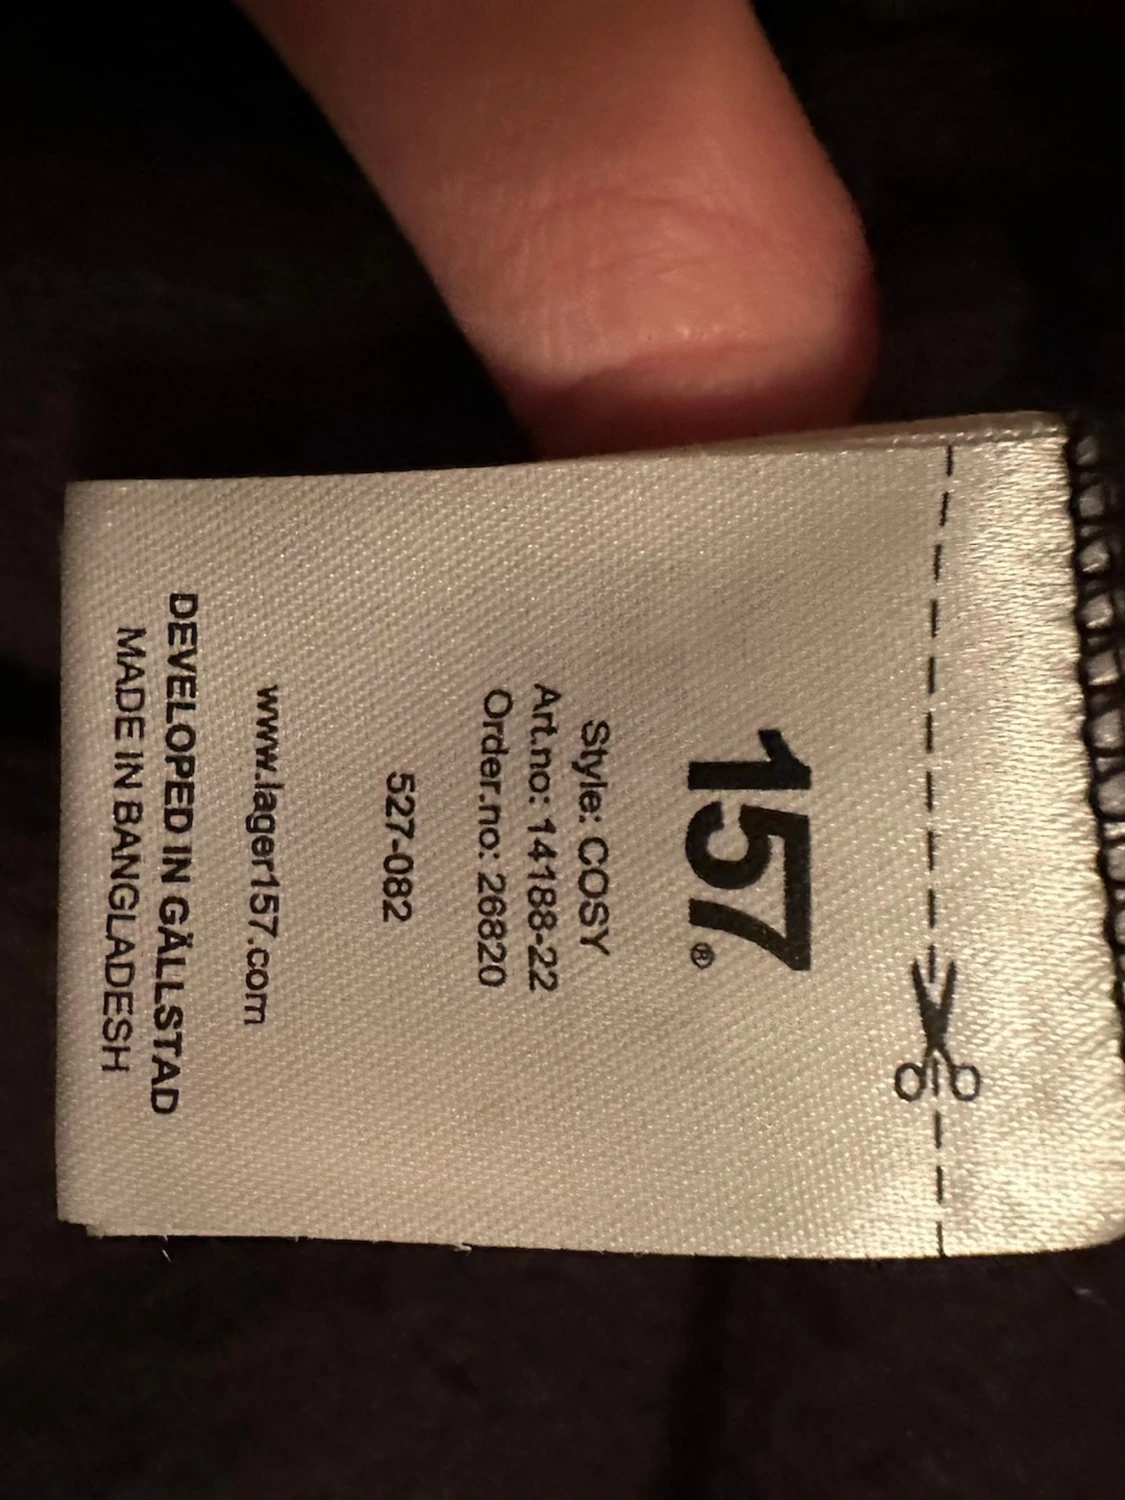 157®
Style: COSY
Art.no: 14188-22
Order.no: 26820
527-082
www.lager157.com
DEVELOPED IN GÄLLSTAD
MADE IN BANGLADESH